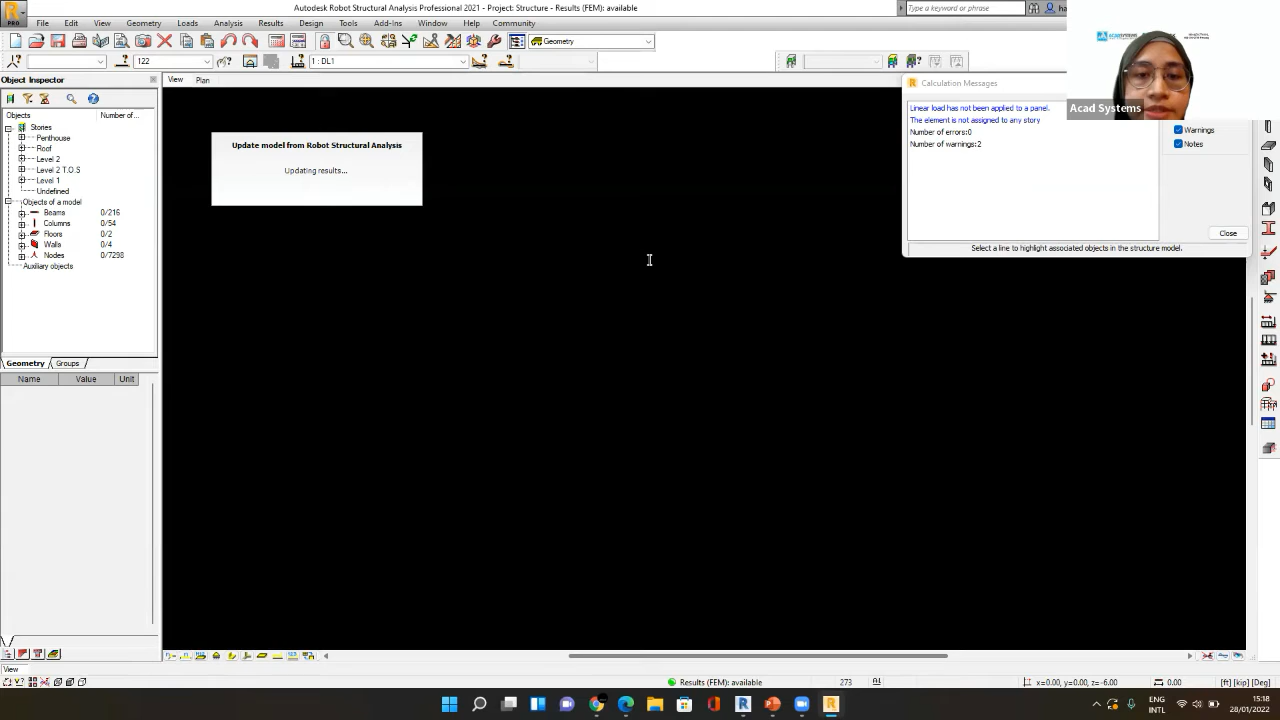 Autodesk Robot Structural Analysis Professional 2021 - Project: Structure - Results (FEM): available
Type a keyword or phrase
PRO
File Edit View Geometry Loads Analysis Results Design Tools Add-Ins Window Help Community
Geometry
122
1 : DL1
Object Inspector
View
Plan
Objects
Number of...
Stories
Penthouse
Roof
Level 2
Level 2 T.O.S
Level 1
Undefined
Objects of a model
Beams 0/216
Columns 0/54
Floors 0/2
Walls 0/4
Nodes 0/7298
Auxiliary objects
Geometry
Groups
Name Value Unit
Update model from Robot Structural Analysis
Updating results...
Calculation Messages
Linear load has not been applied to a panel.
The element is not assigned to any story
Number of errors:0
Number of warnings:2
Warnings
Notes
Close
Select a line to highlight associated objects in the structure model.
Acad Systems
View
Results (FEM): available
273
x=0.00, y=0.00, z=-6.00
0.00
[ft] [kip] [Deg]
ENG
INTL
15:18
28/01/2022